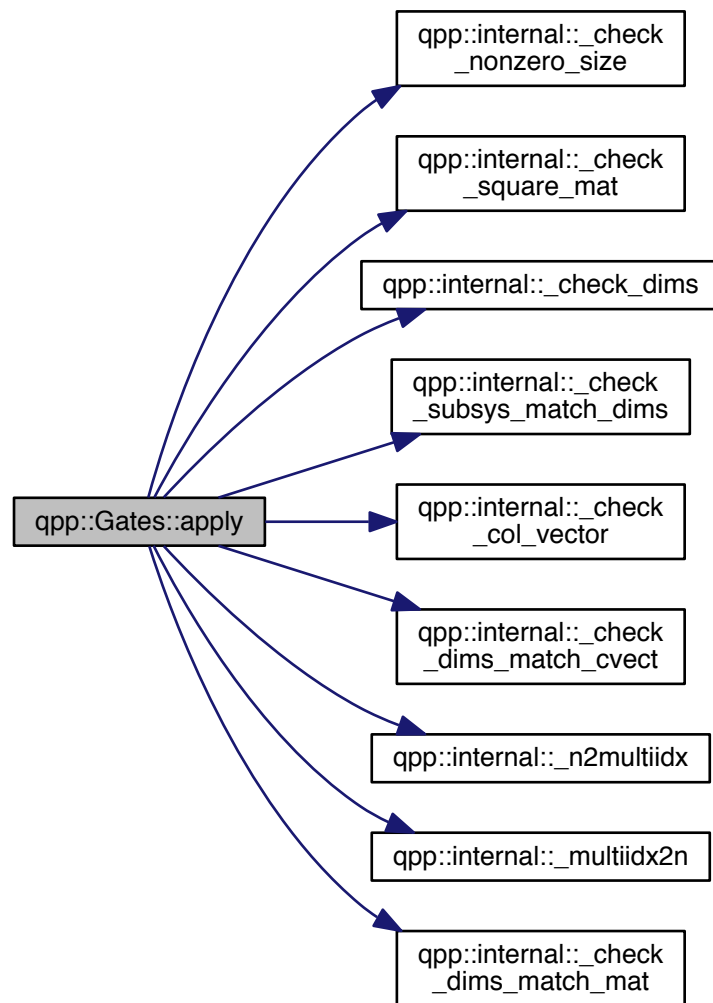 qpp::internal::_check
_nonzero_size
qpp::internal::_check
_square_mat
qpp::internal::_check_dims
qpp::internal::_check
_subsys_match_dims
qpp::Gates::apply
qpp::internal::_check
_col_vector
qpp::internal::_check
_dims_match_cvect
qpp::internal::_n2multiidx
qpp::internal::_multiidx2n
qpp::internal::_check
_dims_match_mat